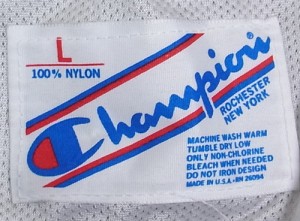 L
100% NYLON
Champion
ROCHESTER
NEW YORK
MACHINE WASH WARM
TUMBLE DRY LOW
ONLY NON-CHLORINE
BLEACH WHEN NEEDED
DO NOT IRON DESIGN
MADE IN U.S.A.-RN 26094